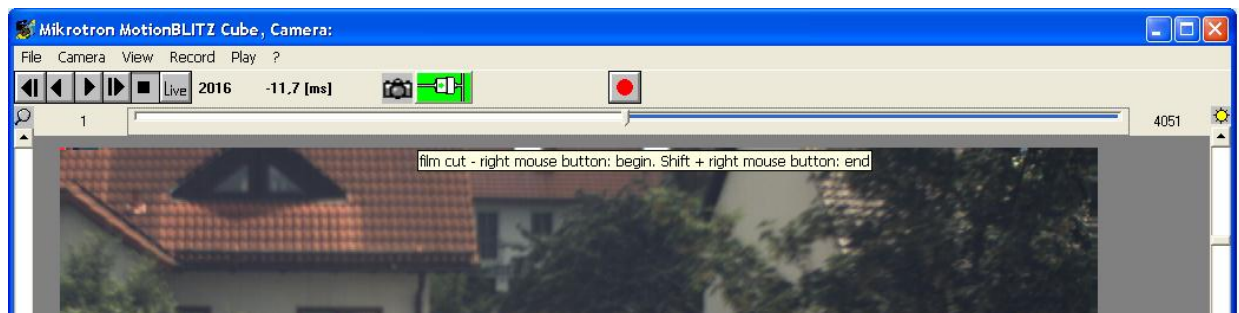 Mikrotron MotionBLITZ Cube, Camera:
File Camera View Record Play ?
Live 2016 -11,7 [ms]
1 4051
film cut - right mouse button: begin. Shift + right mouse button: end